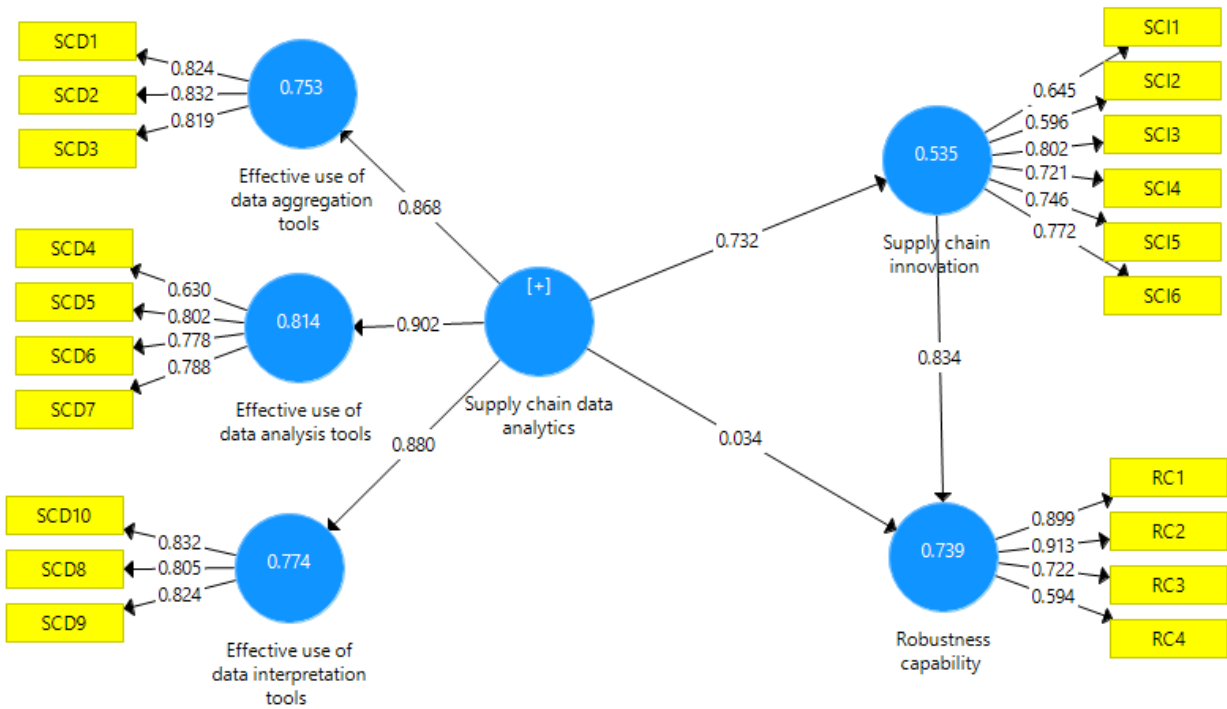 SCD1
SCD2
SCD3
0.824
0.832
0.819
0.753
Effective use of
data aggregation
tools
0.868
SCD4
SCD5
SCD6
SCD7
0.630
0.802
0.778
0.788
0.814
Effective use of
data analysis tools
0.902
SCD10
SCD8
SCD9
0.832
0.805
0.824
0.774
Effective use of
data interpretation
tools
0.880
[+]
Supply chain data
analytics
0.732
0.034
0.535
Supply chain
innovation
0.645
0.596
0.802
0.721
0.746
0.772
SCI1
SCI2
SCI3
SCI4
SCI5
SCI6
0.834
0.739
Robustness
capability
0.899
0.913
0.722
0.594
RC1
RC2
RC3
RC4